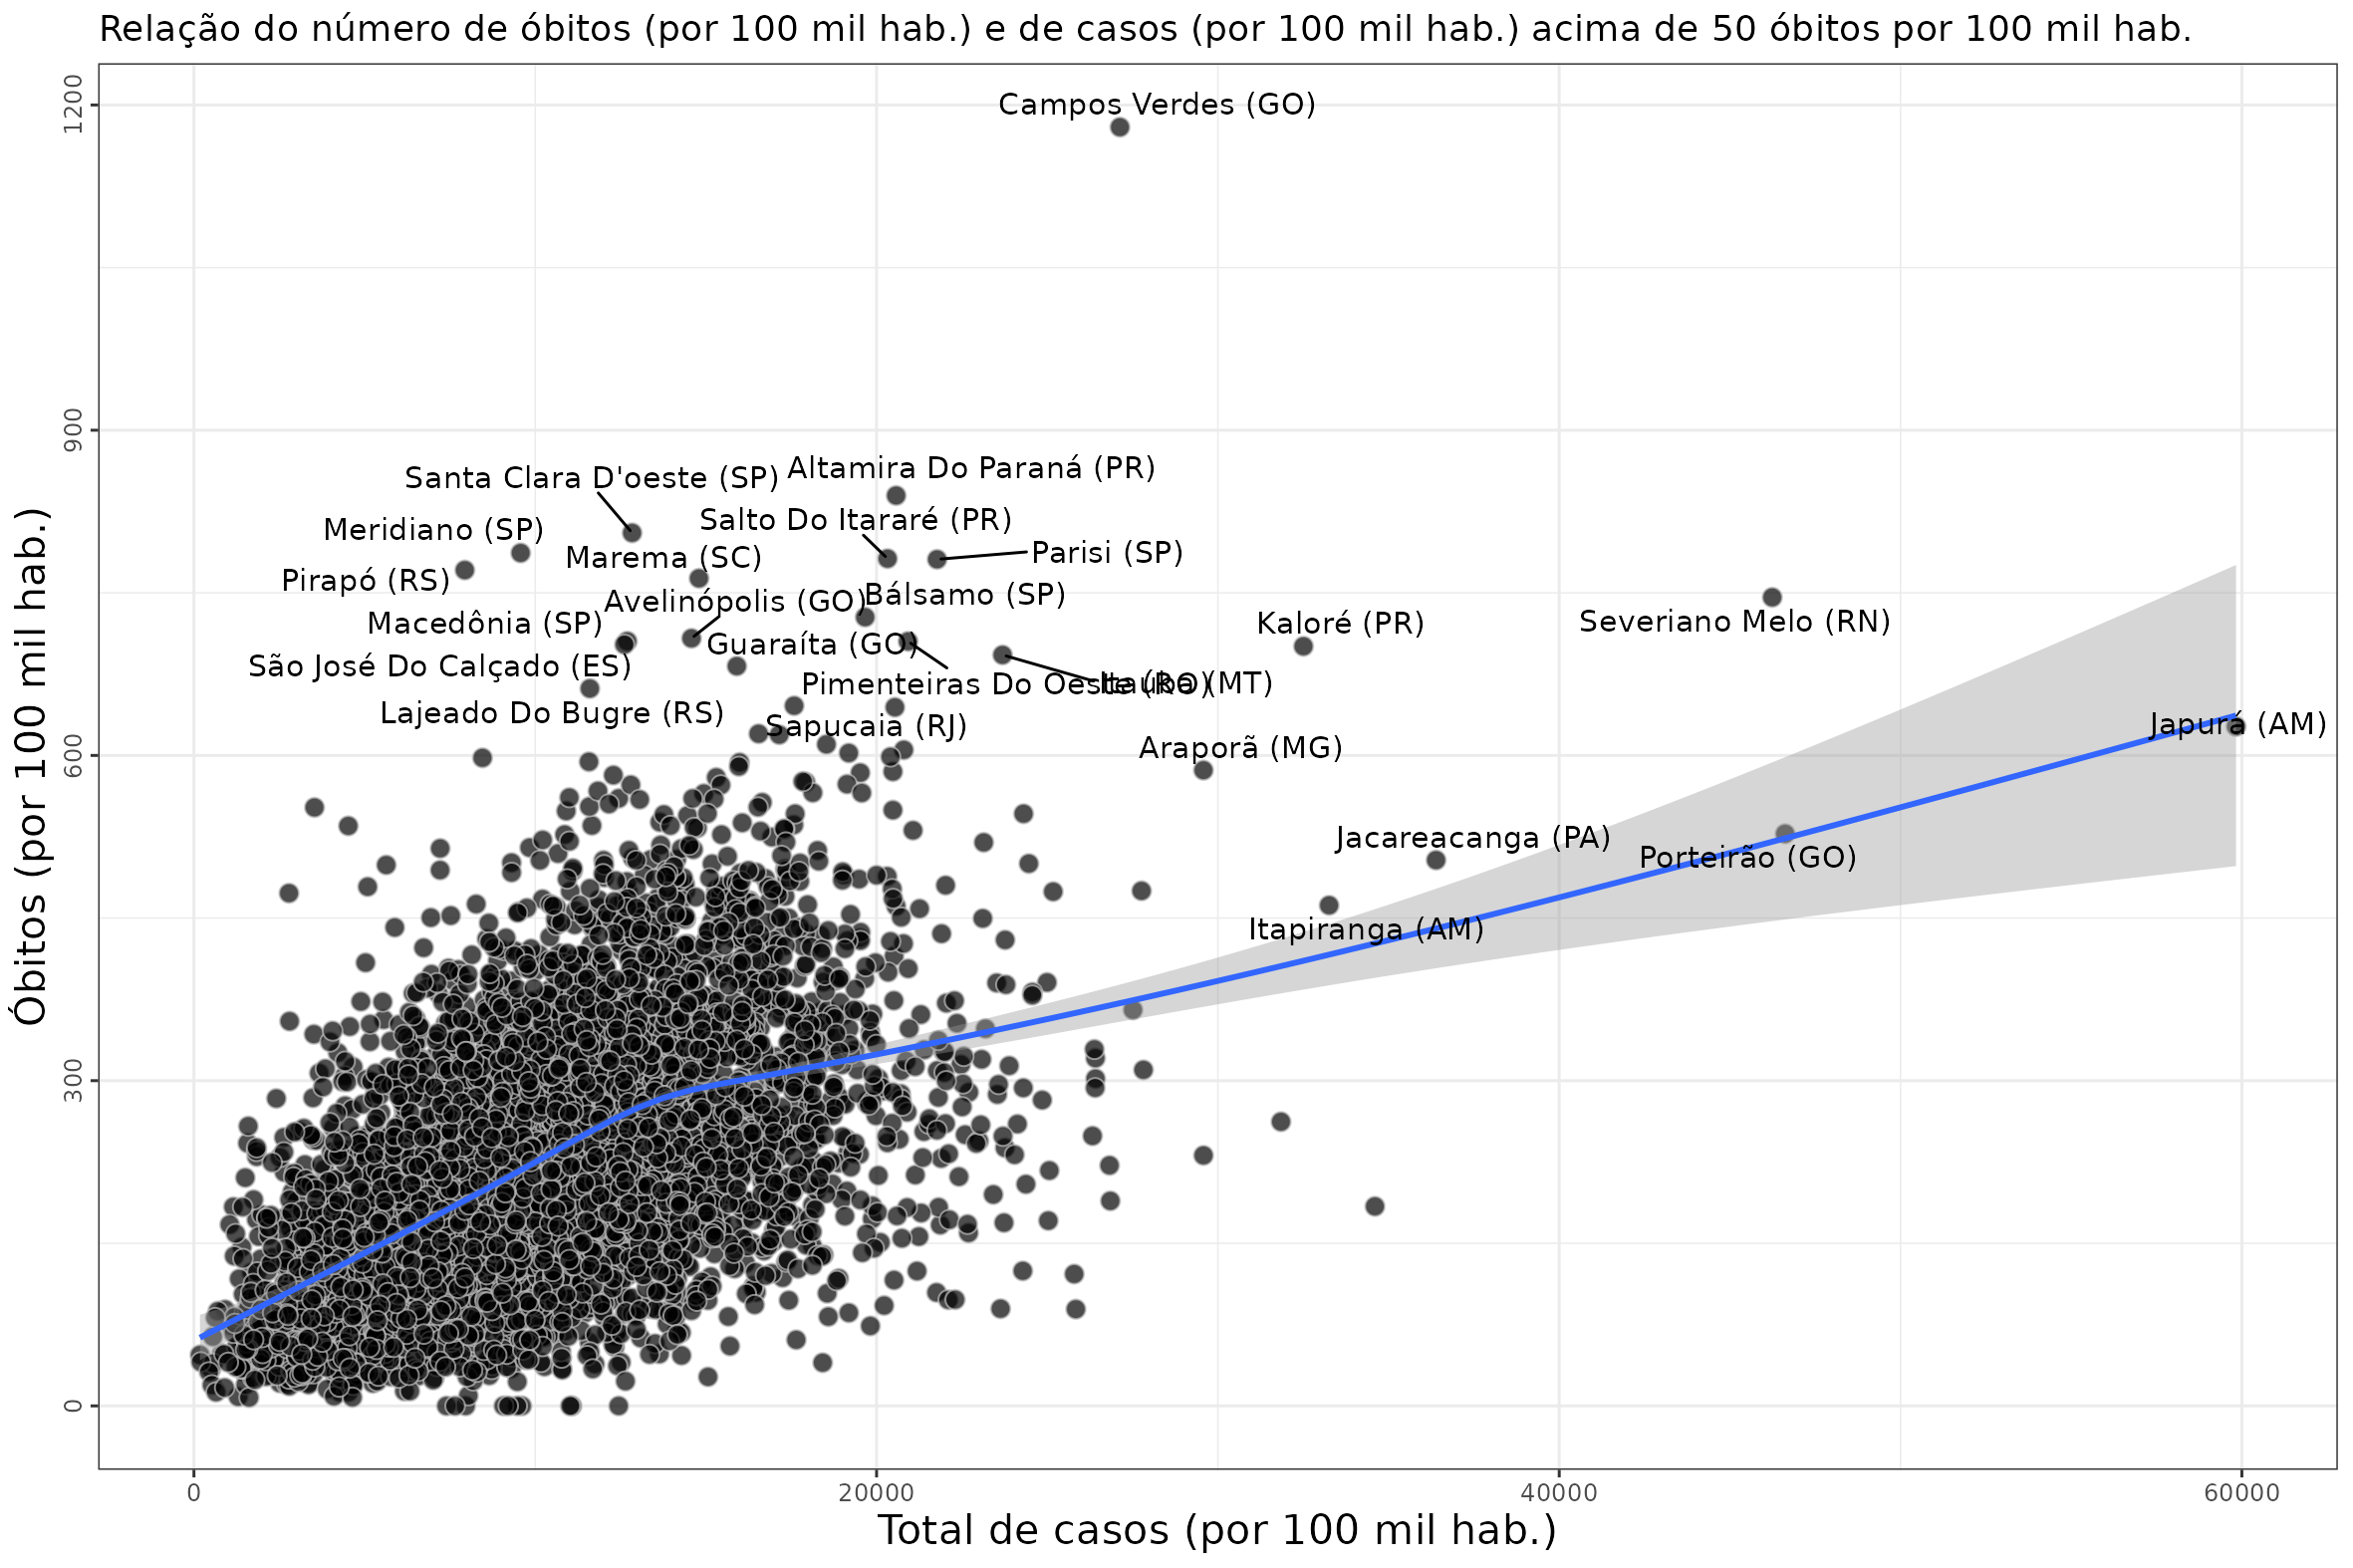 Relação do número de óbitos (por 100 mil hab.) e de casos (por 100 mil hab.) acima de 50 óbitos por 100 mil hab.
Óbitos (por 100 mil hab.)
1200
900
600
300
0
Campos Verdes (GO)
Altamira Do Paraná (PR)
Santa Clara D'oeste (SP)
Salto Do Itararé (PR)
Meridiano (SP)
Parisi (SP)
Marema (SC)
Pirapó (RS)
Bálsamo (SP)
Avelinópolis (GO)
Severiano Melo (RN)
Macedônia (SP)
Kaloré (PR)
Guaraíta (GO)
São José Do Calçado (ES)
Pimenteiras Do Oeste (RO)
Itaúba (MT)
Lajeado Do Bugre (RS)
Sapucaia (RJ)
Japurá (AM)
Araporã (MG)
Jacareacanga (PA)
Porteirão (GO)
Itapiranga (AM)
0
20000
40000
60000
Total de casos (por 100 mil hab.)